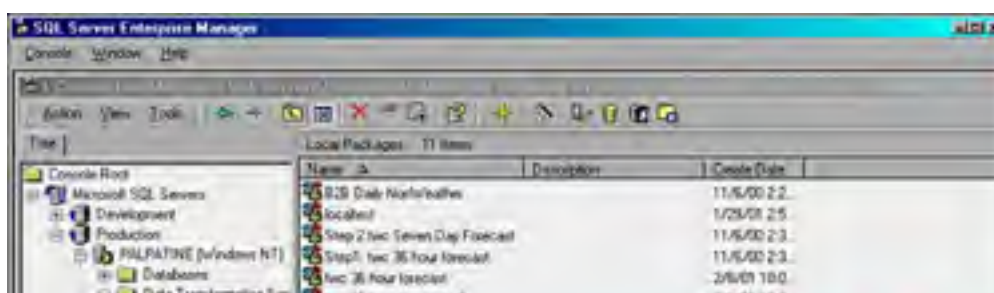 SQL Server Enterprise Manager
Console Window Help
Action View Tools
Tree
Local Packages 11 Items
Console Root
Microsoft SQL Servers
Development
Production
PALPATINE (Windows NT)
Databases
Name Description Create Date
B2B Daily 11/6/00 2:2...
localtest 1/29/01 2:5...
Step 2 twc Seven Day Forecast 11/6/00 2:3...
Step1: twc 36 hour forecast 11/6/00 2:3...
twc 36 hour forecast 2/8/01 10:0...